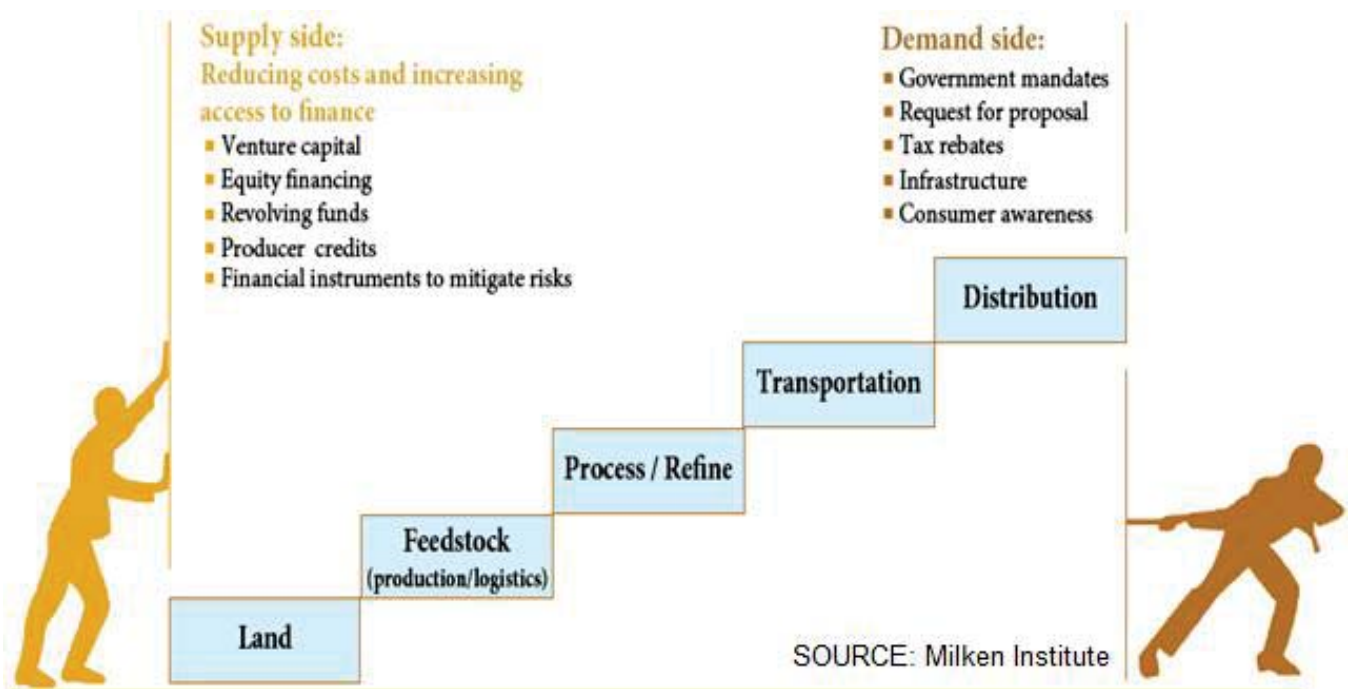 Supply side:
Reducing costs and increasing
access to finance
▪ Venture capital
▪ Equity financing
▪ Revolving funds
▪ Producer credits
▪ Financial instruments to mitigate risks
Demand side:
▪ Government mandates
▪ Request for proposal
▪ Tax rebates
▪ Infrastructure
▪ Consumer awareness
Distribution
Transportation
Process / Refine
Feedstock
(production/logistics)
Land
SOURCE: Milken Institute